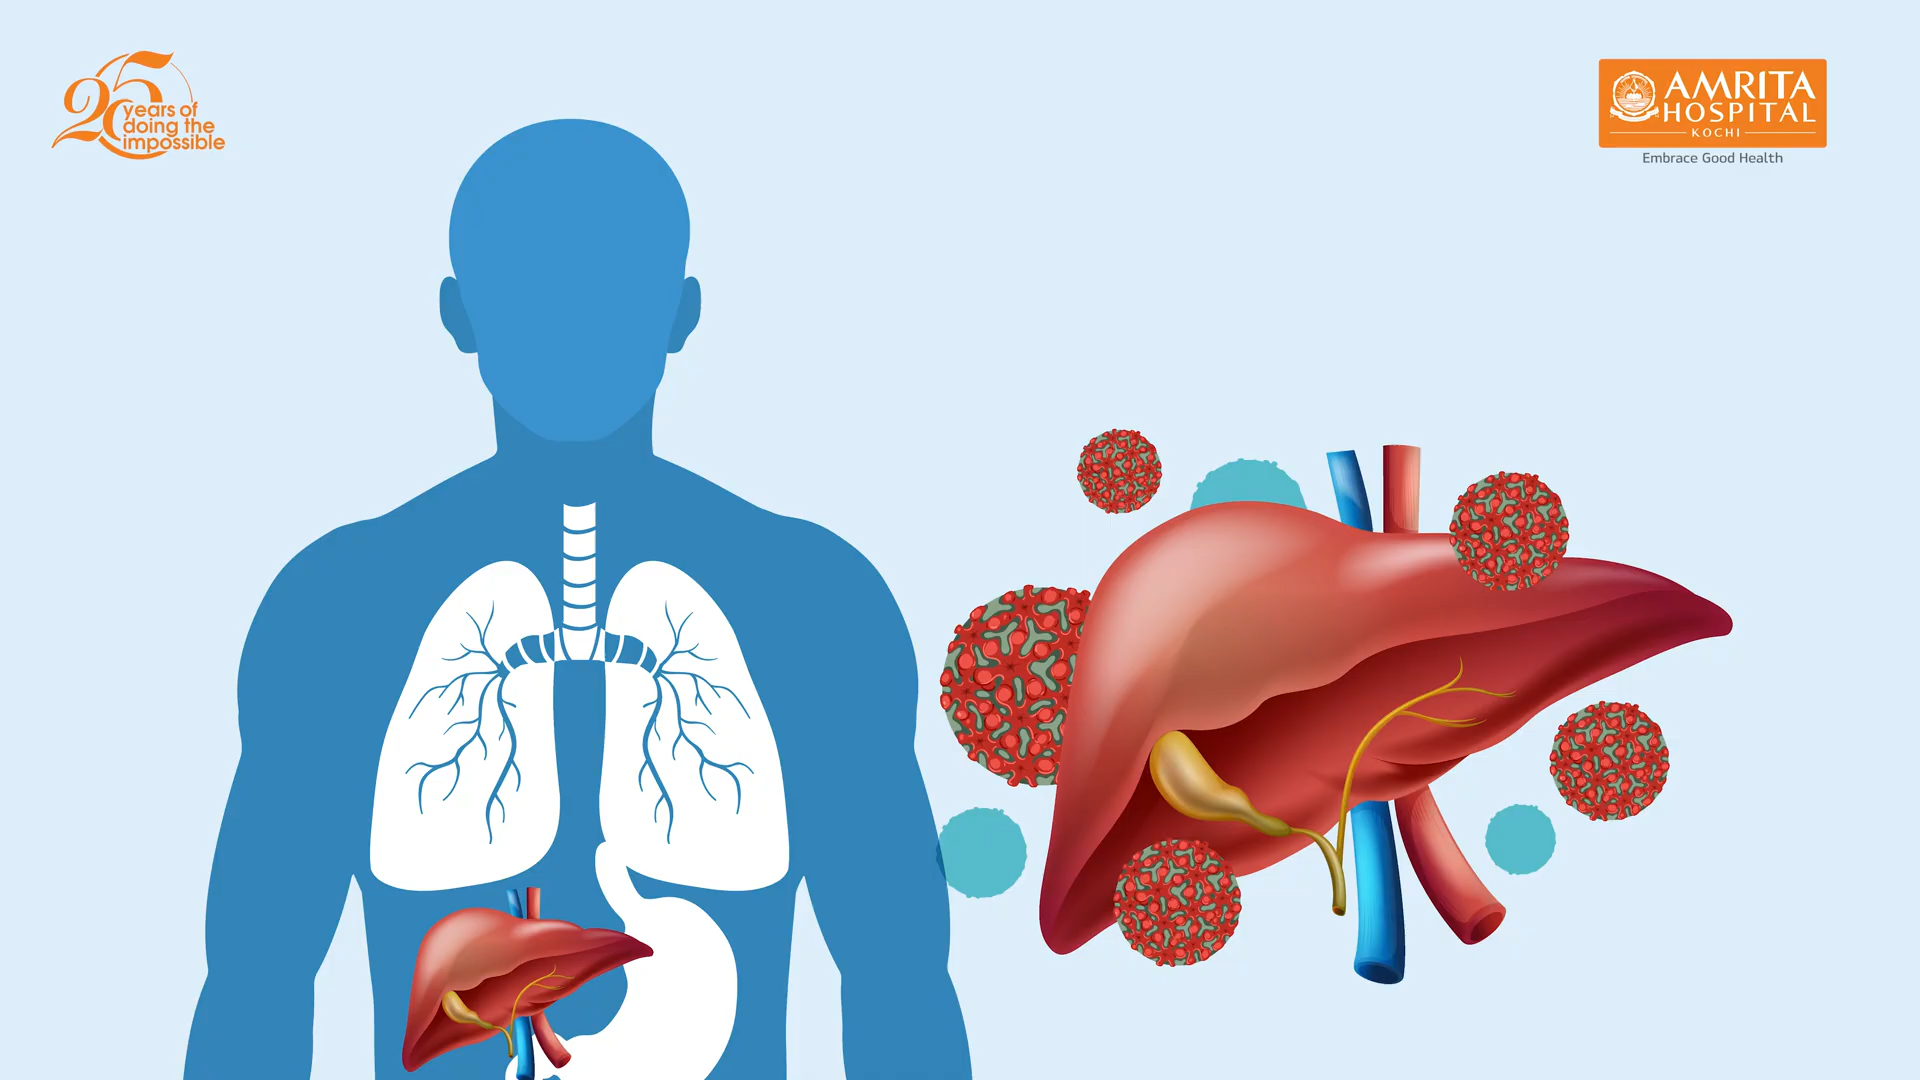 25
years of
doing the
impossible
AMRITA
HOSPITAL
KOCHI
Embrace Good Health